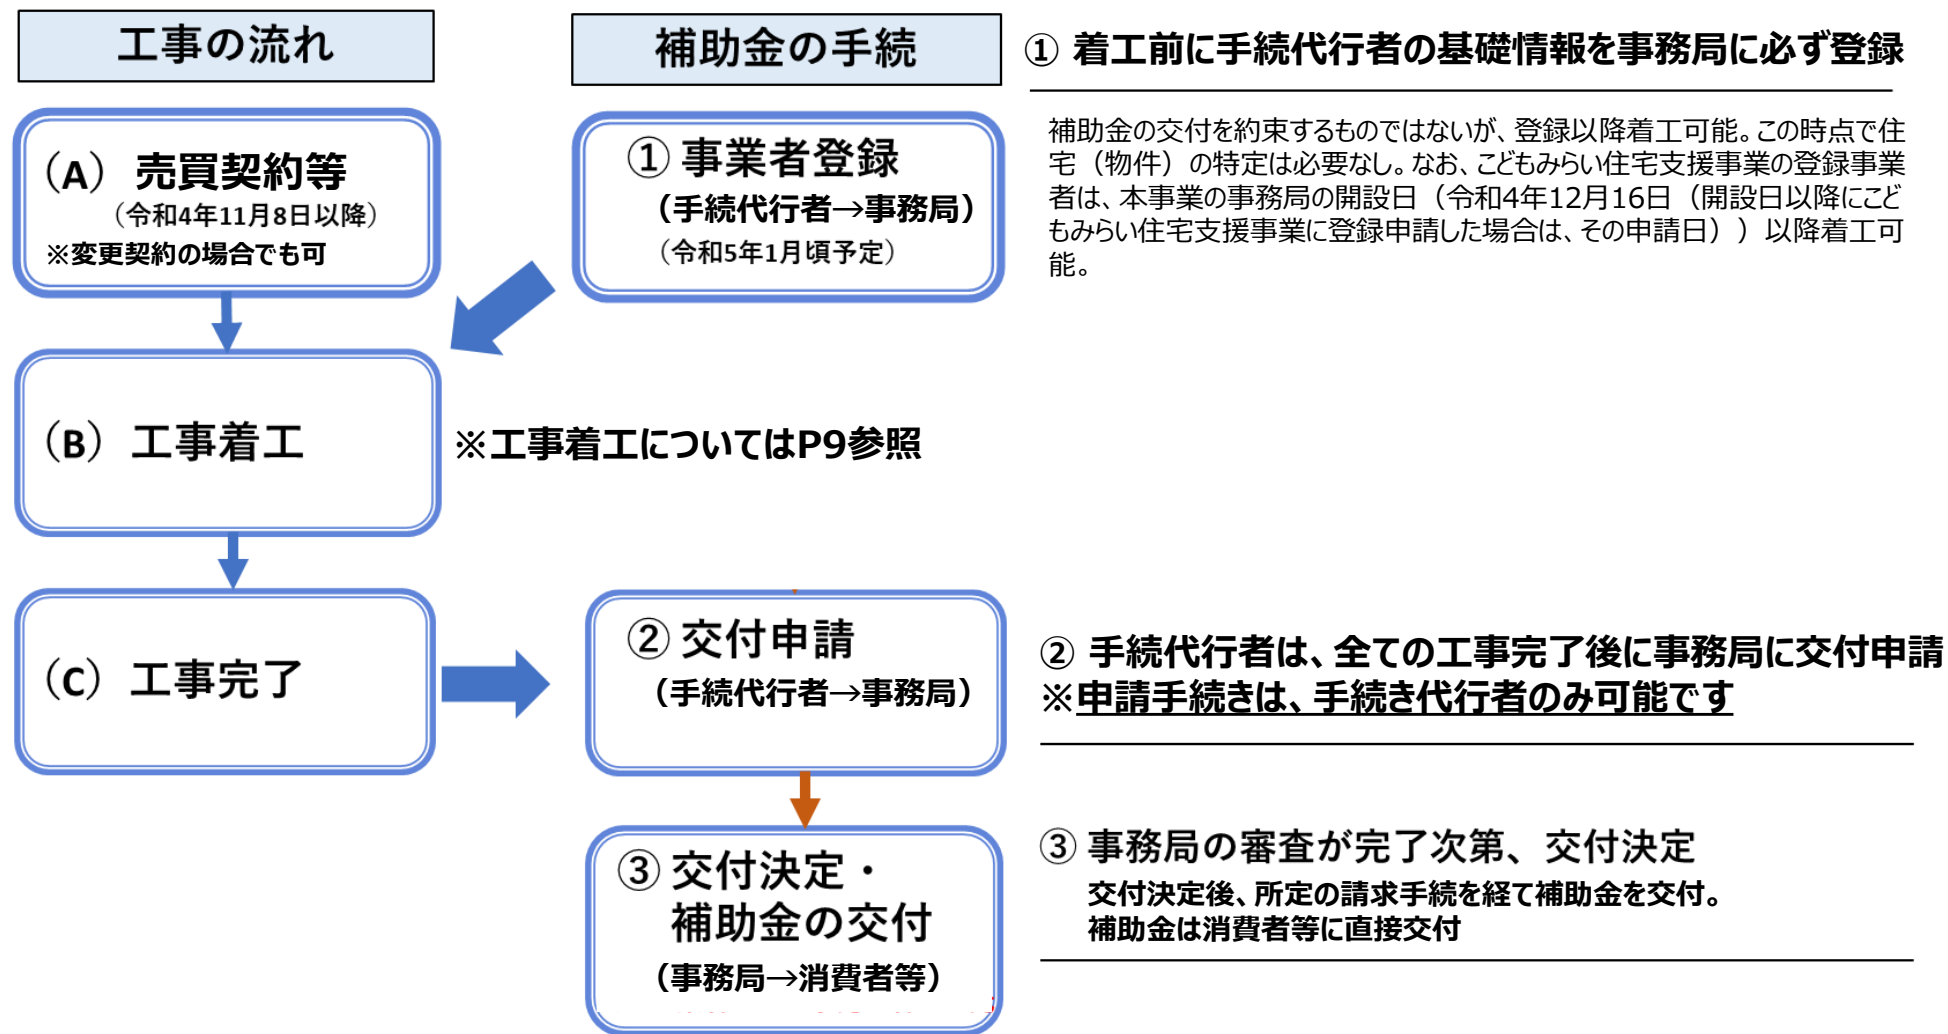 工事の流れ
補助金の手続
① 着工前に手続代行者の基礎情報を事務局に必ず登録
(A) 売買契約等
（令和4年11月8日以降）
※変更契約の場合でも可
① 事業者登録
（手続代行者→事務局）
（令和5年1月頃予定）
補助金の交付を約束するものではないが、登録以降着工可能。この時点で住
宅（物件）の特定は必要なし。なお、こどもみらい住宅支援事業の登録事業
者は、本事業の事務局の開設日（令和4年12月16日（開設日以降にこど
もみらい住宅支援事業に登録申請した場合は、その申請日））以降着工可
能。
(B) 工事着工
※工事着工についてはP9参照
(C) 工事完了
② 交付申請
（手続代行者→事務局）
② 手続代行者は、全ての工事完了後に事務局に交付申請
※申請手続きは、手続き代行者のみ可能です
③ 交付決定・
補助金の交付
（事務局→消費者等）
③ 事務局の審査が完了次第、交付決定
交付決定後、所定の請求手続を経て補助金を交付。
補助金は消費者等に直接交付